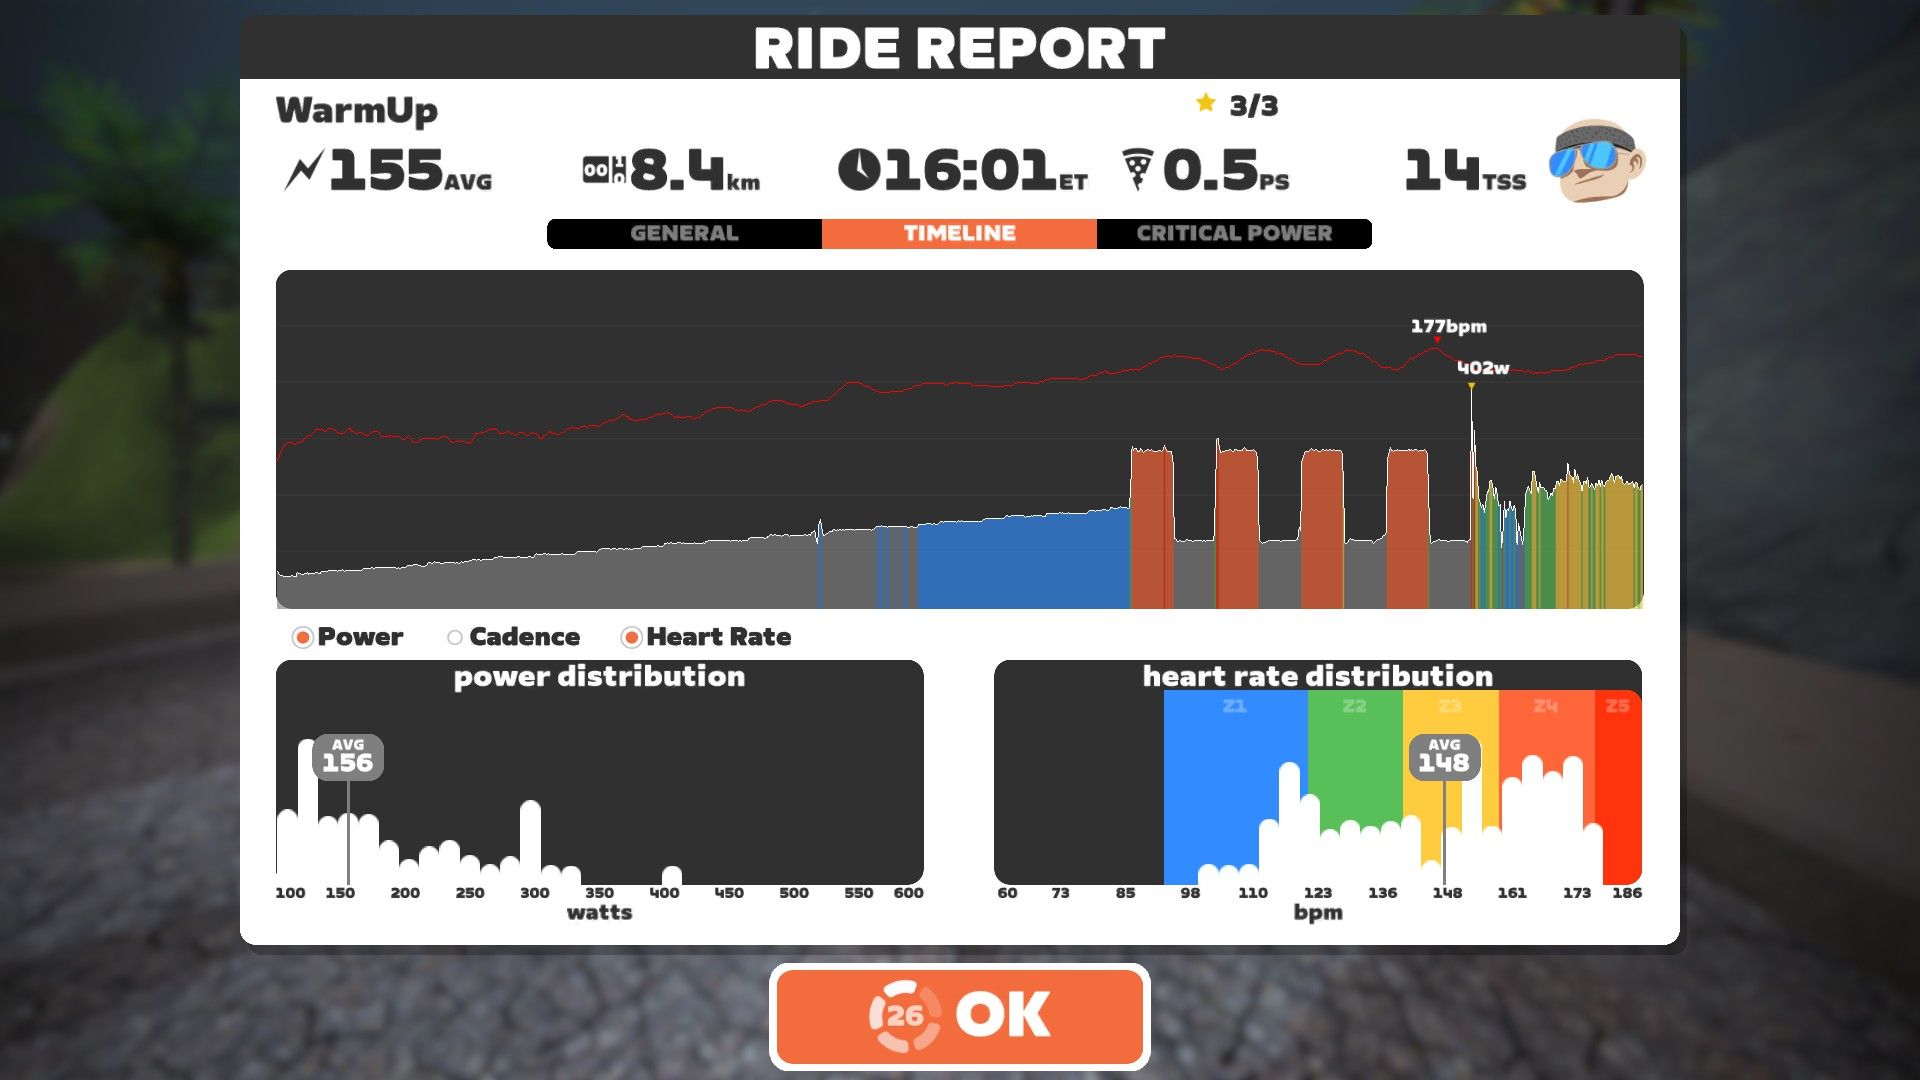 RIDE REPORT
WarmUp
3/3
155AVG
8.4km
16:01ET
0.5PS
14TSS
GENERAL
TIMELINE
CRITICAL POWER
177bpm
402w
Power
Cadence
Heart Rate
power distribution
AVG
156
100 150 200 250 300 350 400 450 500 550 600
watts
heart rate distribution
Z1 Z2 Z3 Z4 Z5
AVG
148
60 73 85 98 110 123 136 148 161 173 186
bpm
26 OK